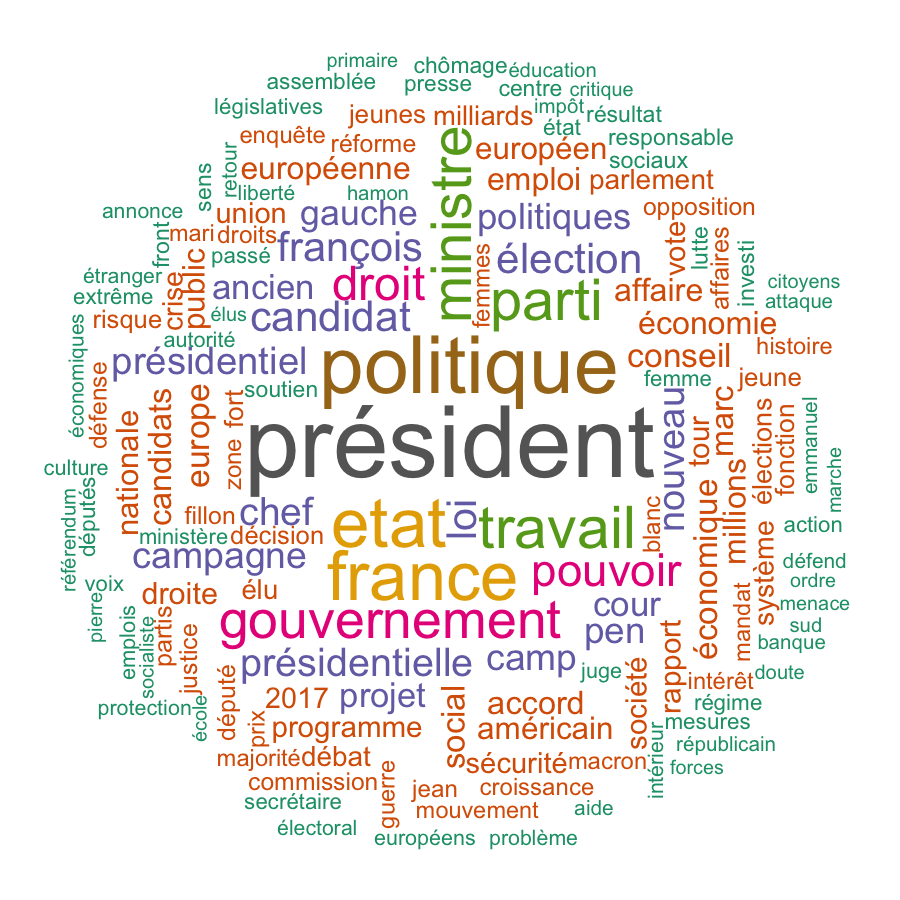 primaire
chômage
éducation
assemblée
presse
centre
critique
législatives
jeunes
milliards
impôt
résultat
état
enquête
réforme
ministre
européen
responsable
sociaux
sens
retour
européenne
emploi
parlement
liberté
hamon
annonce
union
gauche
politiques
opposition
front
mari
droits
françois
femmes
élection
vote
lutte
affaires
investi
passé
étranger
crise
public
ancien
droit
parti
affaire
citoyens
extrême
attaque
risque
élus
candidat
économie
autorité
économiques
présidentiel
politique
conseil
histoire
défense
soutien
femme
jeune
nationale
candidats
europe
zone
fort
président
nouveau
tour
marc
élections
fonction
emmanuel
marche
culture
référendum
députés
fillon
chef
etat
loi
travail
blanc
économique
millions
système
action
ministère
décision
campagne
france
pouvoir
défend
ordre
voix
droite
élu
pierre
emplois
socialiste
partis
justice
gouvernement
cour
pen
mandat
menace
sud
banque
rapport
présidentielle
camp
juge
société
intérêt
doute
protection
école
député
prix
2017
projet
social
accord
régime
mesures
programme
américain
républicain
majorité
débat
sécurité
macron
intérieur
forces
commission
guerre
jean
croissance
secrétaire
mouvement
aide
électoral
européens
problème